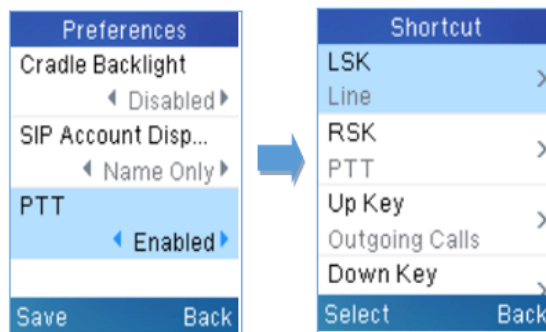 Preferences
Cradle Backlight
Disabled
SIP Account Disp...
Name Only
PTT
Enabled
Save Back
Shortcut
LSK
Line
RSK
PTT
Up Key
Outgoing Calls
Down Key
Select Back